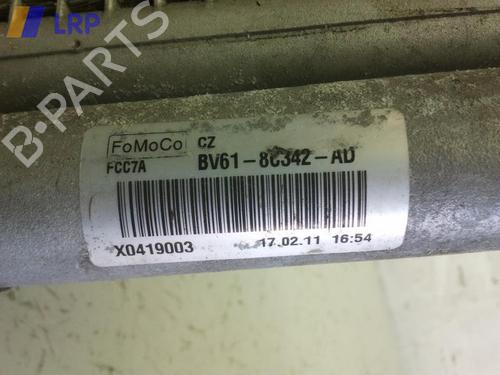 LRP
B-PARTS
FoMoCo CZ
FCC7A BV61-8C342-AD
X0419003 17.02.11 16:54